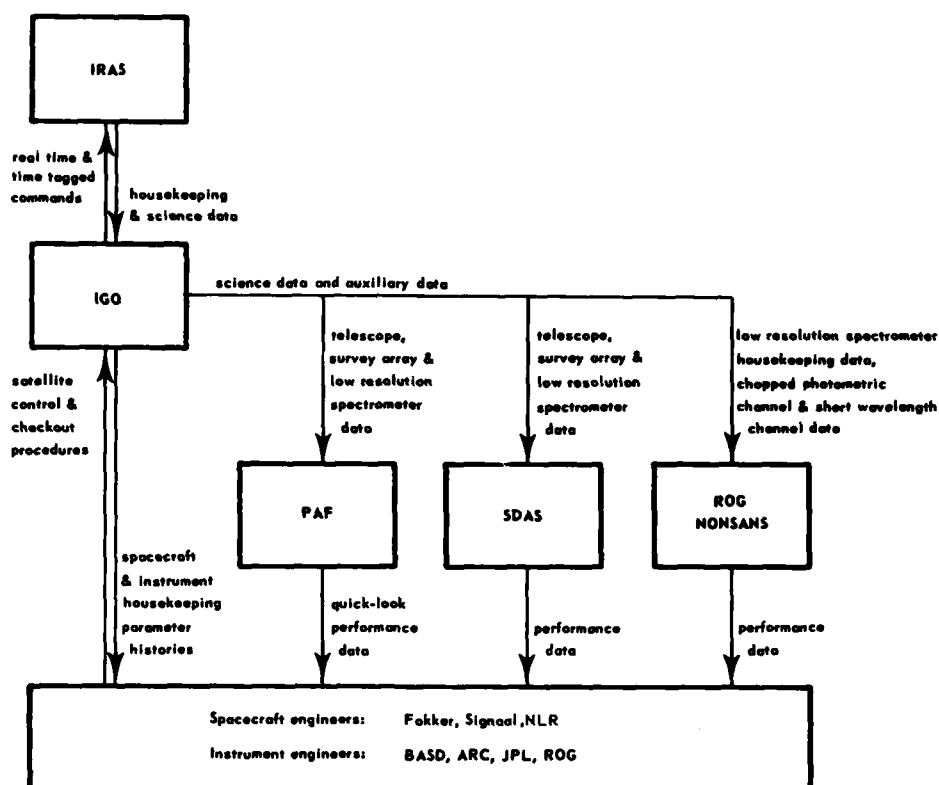 IRAS
real time &
time tagged
commands
housekeeping
& science data
IGO
science data and auxiliary data
satellite
control &
checkout
procedures
telescope,
survey array &
low resolution
spectrometer
data
telescope,
survey array &
low resolution
spectrometer
data
low resolution spectrometer
housekeeping data,
chopped photometric
channel & short wavelength
channel data
PAF
SDAS
ROG
NONSANS
spacecraft
& instrument
housekeeping
parameter
histories
quick-look
performance
data
performance
data
performance
data
Spacecraft engineers: Fokker, Signaal, NLR
Instrument engineers: BASD, ARC, JPL, ROG